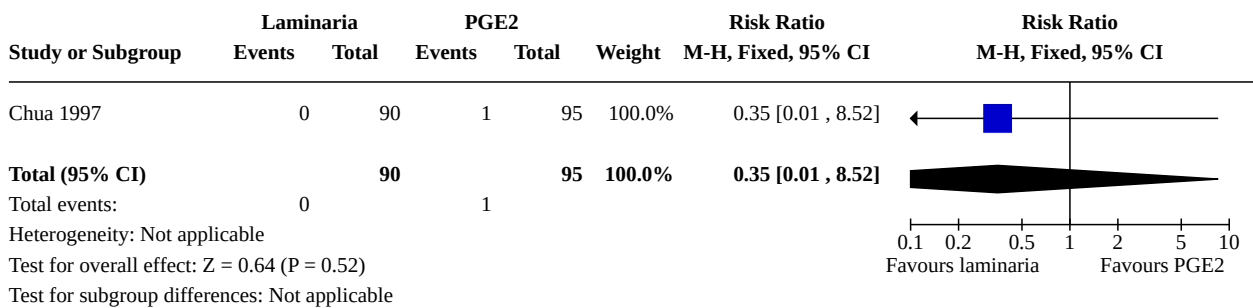 Laminaria PGE2 Risk Ratio Risk Ratio
Study or Subgroup Events Total Events Total Weight M-H, Fixed, 95% CI M-H, Fixed, 95% CI
Chua 1997 0 90 1 95 100.0% 0.35 [0.01 , 8.52]
Total (95% CI) 90 95 100.0% 0.35 [0.01 , 8.52]
Total events: 0 1
Heterogeneity: Not applicable
0.1 0.2 0.5 1 2 5 10
Test for overall effect: Z = 0.64 (P = 0.52)
Favours laminaria Favours PGE2
Test for subgroup differences: Not applicable